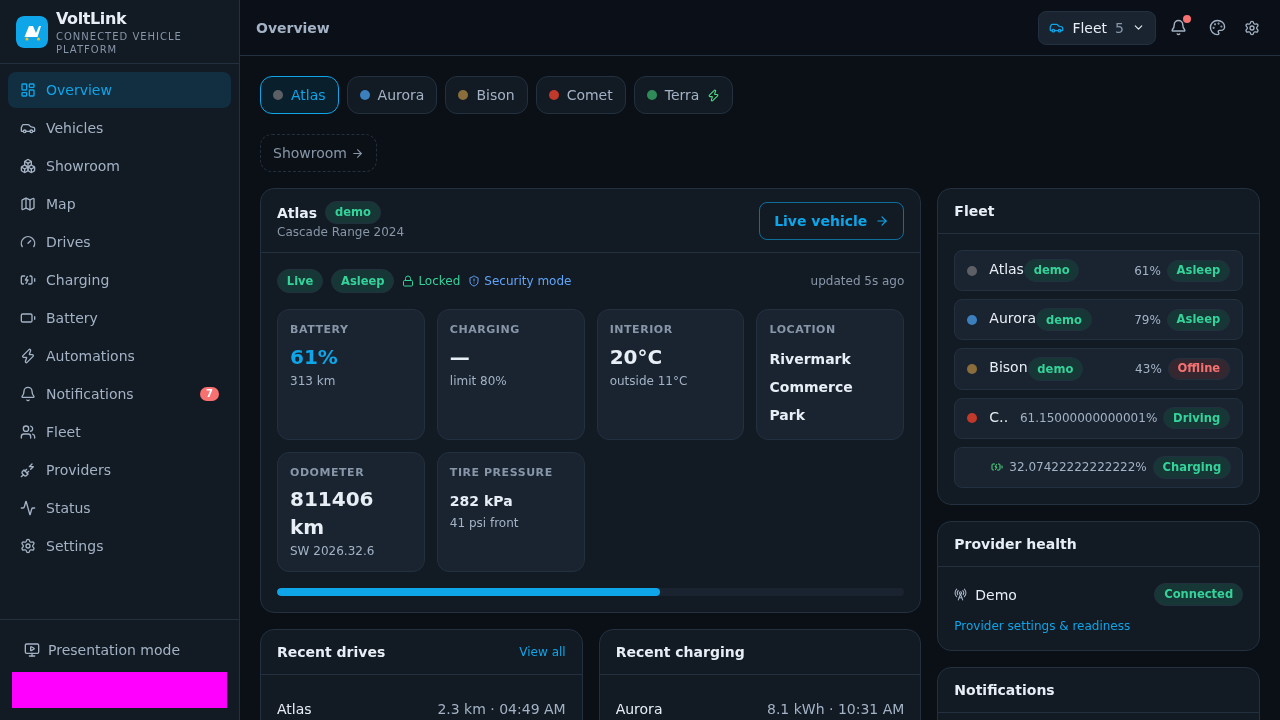 VoltLink
CONNECTED VEHICLE
PLATFORM
Overview
Vehicles
Showroom
Map
Drives
Charging
Battery
Automations
Notifications 7
Fleet
Providers
Status
Settings
Presentation mode
Overview
Fleet 5
Atlas
Aurora
Bison
Comet
Terra
Showroom →
Atlas demo
Cascade Range 2024
Live vehicle →
Live Asleep Locked Security mode updated 5s ago
BATTERY
61%
313 km
CHARGING
—
limit 80%
INTERIOR
20°C
outside 11°C
LOCATION
Rivermark
Commerce
Park
ODOMETER
811406
km
SW 2026.32.6
TIRE PRESSURE
282 kPa
41 psi front
Recent drives View all
Atlas 2.3 km · 04:49 AM
Recent charging
Aurora 8.1 kWh · 10:31 AM
Fleet
Atlas demo 61% Asleep
Aurora demo 79% Asleep
Bison demo 43% Offline
C.. 61.15000000000001% Driving
32.07422222222222% Charging
Provider health
Demo Connected
Provider settings & readiness
Notifications